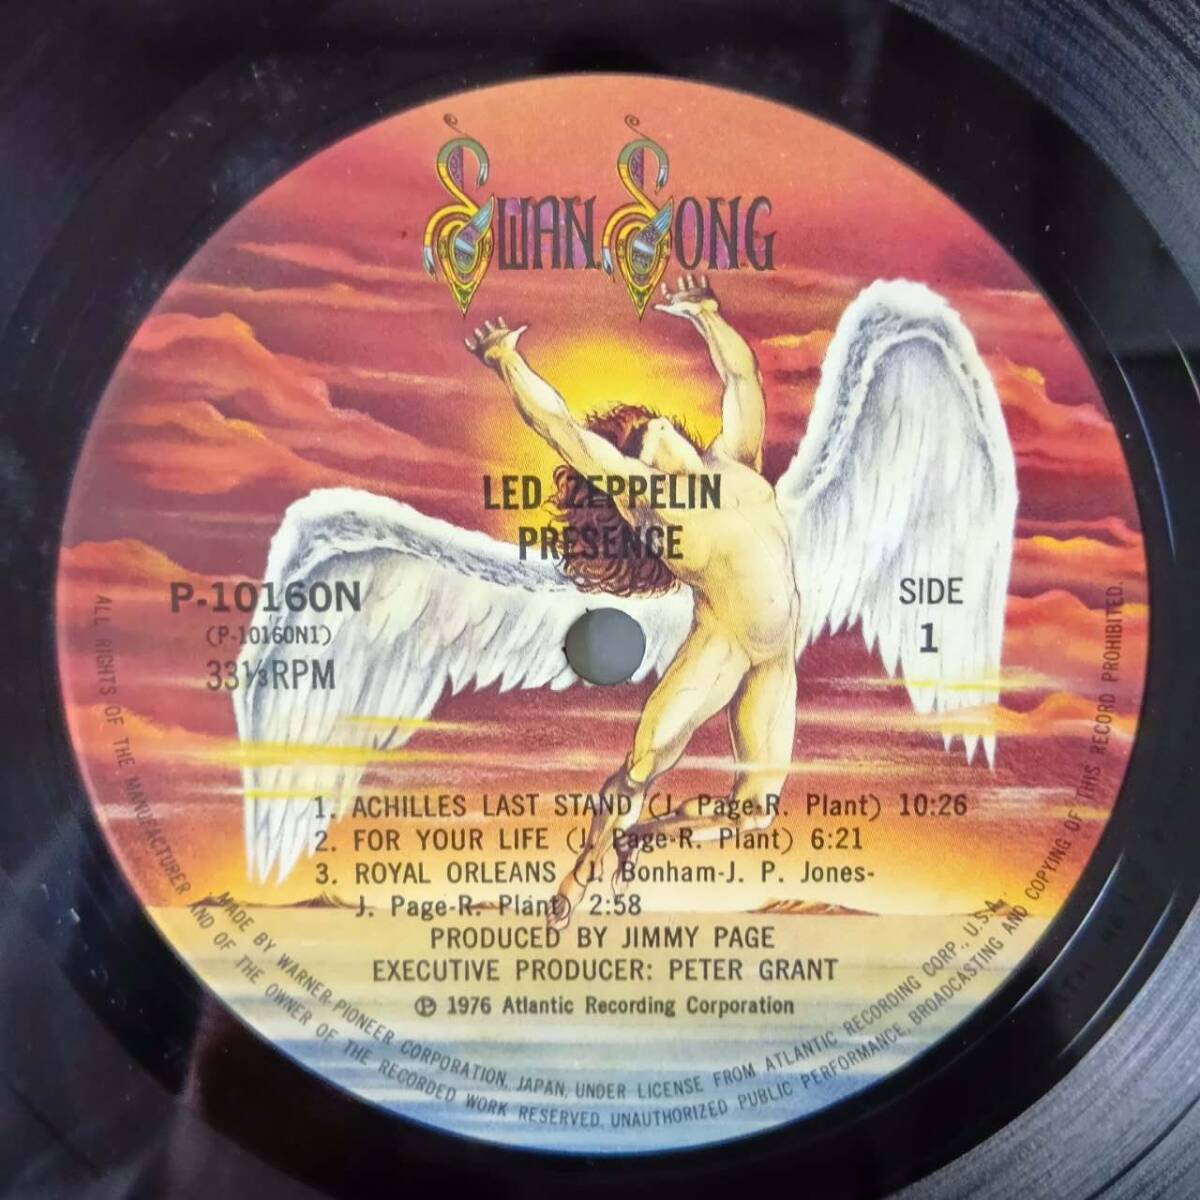 SWAN SONG
LED ZEPPELIN
PRESENCE
P-10160N
(P-10160N1)
33⅓RPM
SIDE
1
1. ACHILLES LAST STAND (J. Page-R. Plant) 10:26
2. FOR YOUR LIFE (J. Page-R. Plant) 6:21
3. ROYAL ORLEANS (J. Bonham-J. P. Jones-
J. Page-R. Plant) 2:58
PRODUCED BY JIMMY PAGE
EXECUTIVE PRODUCER: PETER GRANT
℗ 1976 Atlantic Recording Corporation
MADE BY WARNER-PIONEER CORPORATION, JAPAN, UNDER LICENSE FROM ATLANTIC RECORDING CORP., U.S.A.
ALL RIGHTS OF THE MANUFACTURER AND OF THE OWNER OF THE RECORDED WORK RESERVED. UNAUTHORIZED PUBLIC PERFORMANCE, BROADCASTING AND COPYING OF THIS RECORD PROHIBITED.